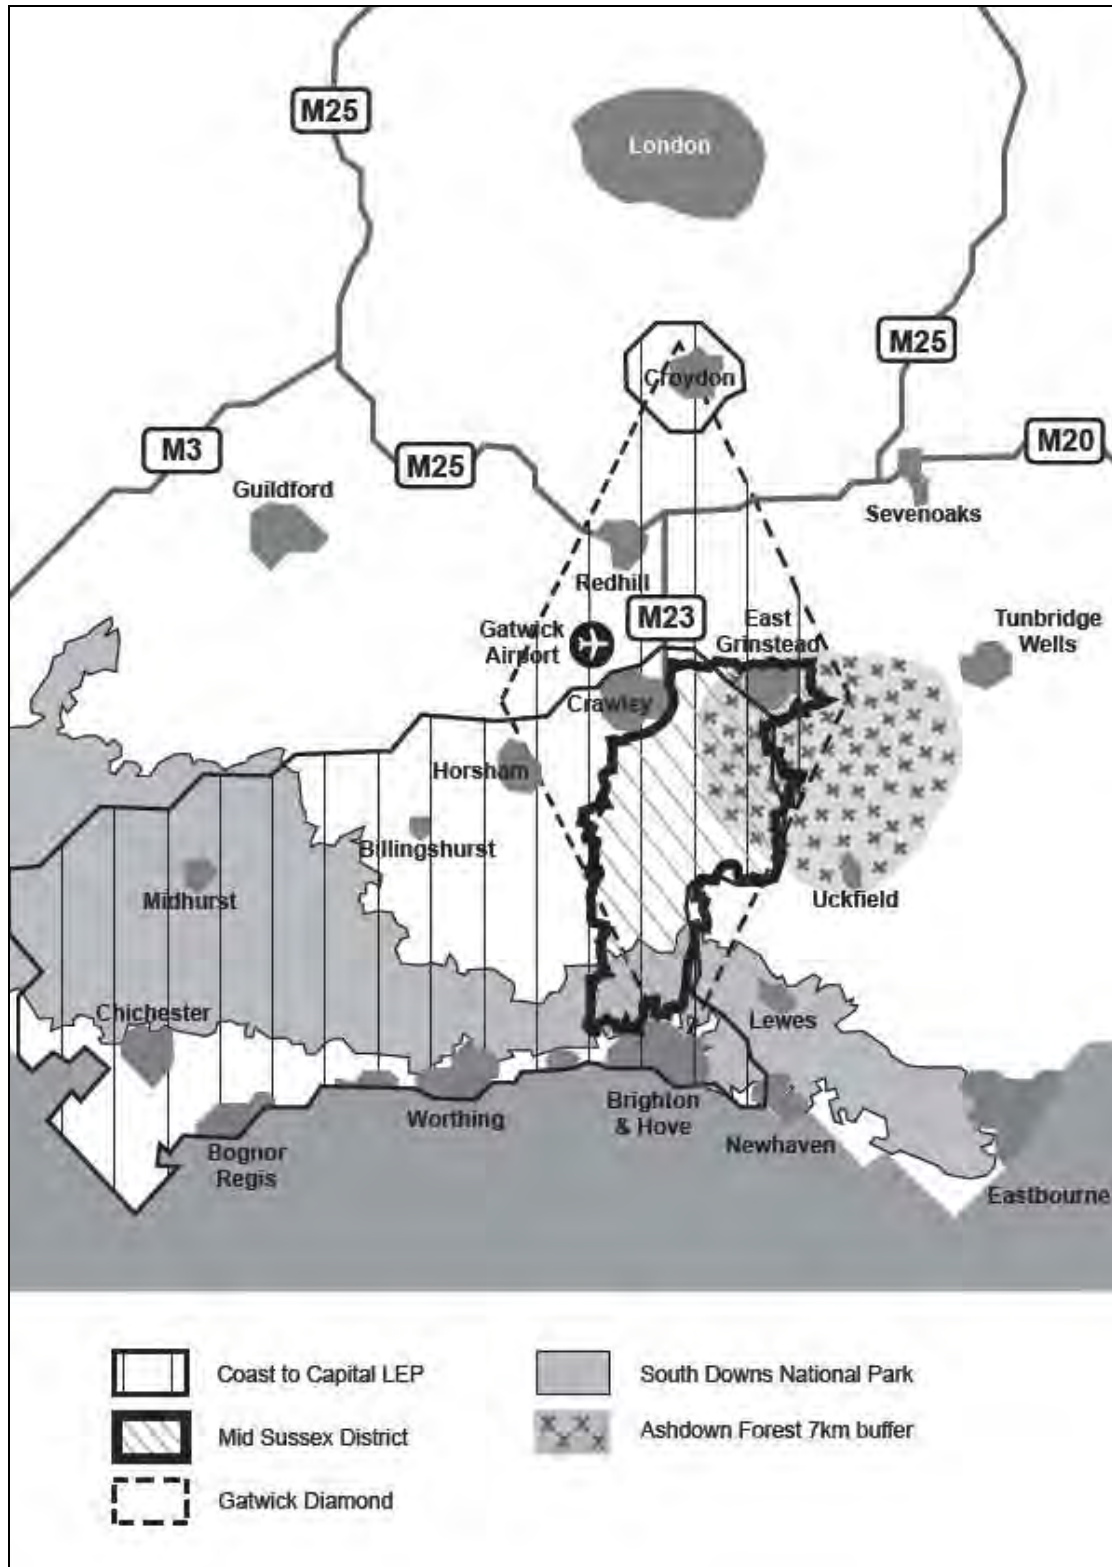 M25
London
M25
Croydon
M3
M25
M20
Guildford
Sevenoaks
Redhill
M23
Gatwick
Airport
East
Grinstead
Tunbridge
Wells
Crawley
Horsham
Billingshurst
Midhurst
Uckfield
Chichester
Lewes
Worthing
Brighton
& Hove
Newhaven
Bognor
Regis
Eastbourne
Coast to Capital LEP
South Downs National Park
Mid Sussex District
Ashdown Forest 7km buffer
Gatwick Diamond